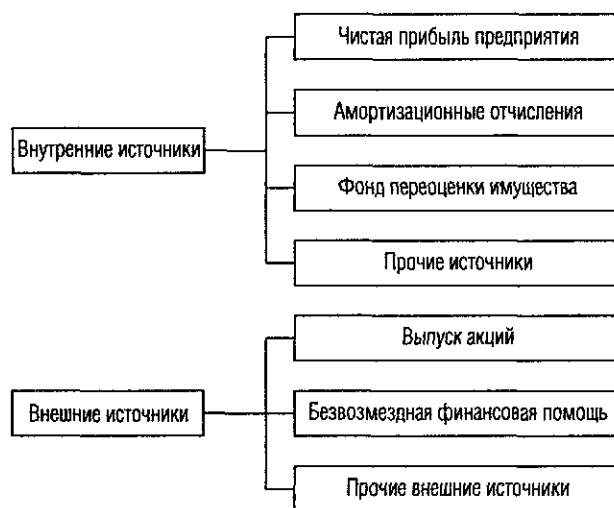 Чистая прибыль предприятия
Амортизационные отчисления
Внутренние источники
Фонд переоценки имущества
Прочие источники
Выпуск акций
Внешние источники
Безвозмездная финансовая помощь
Прочие внешние источники